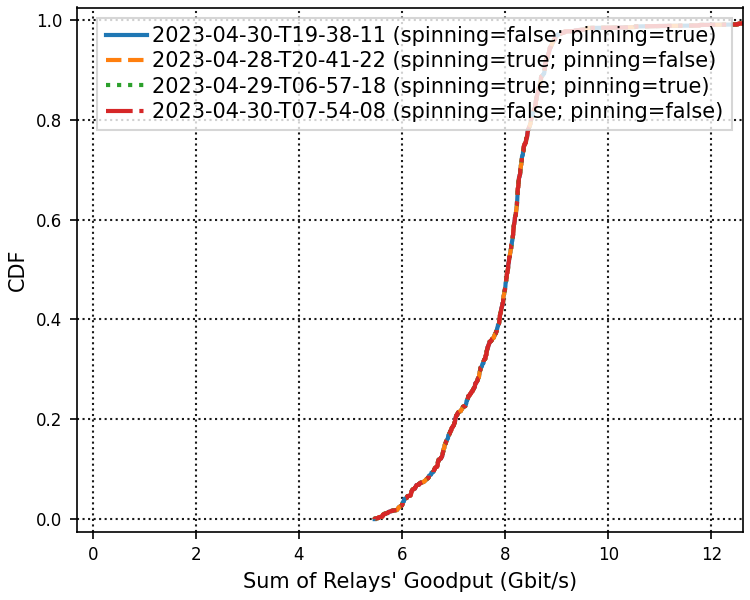 1.0
0.8
0.6
0.4
0.2
0.0
CDF
2023-04-30-T19-38-11 (spinning=false; pinning=true)
2023-04-28-T20-41-22 (spinning=true; pinning=false)
2023-04-29-T06-57-18 (spinning=true; pinning=true)
2023-04-30-T07-54-08 (spinning=false; pinning=false)
0 2 4 6 8 10 12
Sum of Relays' Goodput (Gbit/s)